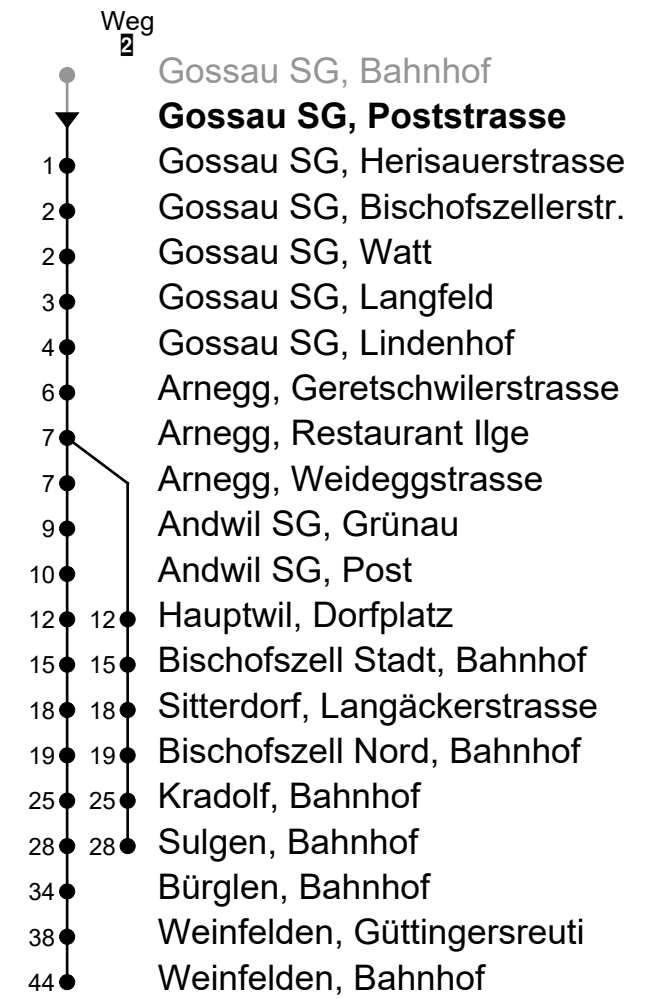 Weg
2
Gossau SG, Bahnhof
Gossau SG, Poststrasse
1 Gossau SG, Herisauerstrasse
2 Gossau SG, Bischofszellerstr.
2 Gossau SG, Watt
3 Gossau SG, Langfeld
4 Gossau SG, Lindenhof
6 Arnegg, Geretschwilerstrasse
7 Arnegg, Restaurant Ilge
7 Arnegg, Weideggstrasse
9 Andwil SG, Grünau
10 Andwil SG, Post
12 12 Hauptwil, Dorfplatz
15 15 Bischofszell Stadt, Bahnhof
18 18 Sitterdorf, Langäckerstrasse
19 19 Bischofszell Nord, Bahnhof
25 25 Kradolf, Bahnhof
28 28 Sulgen, Bahnhof
34 Bürglen, Bahnhof
38 Weinfelden, Güttingersreuti
44 Weinfelden, Bahnhof